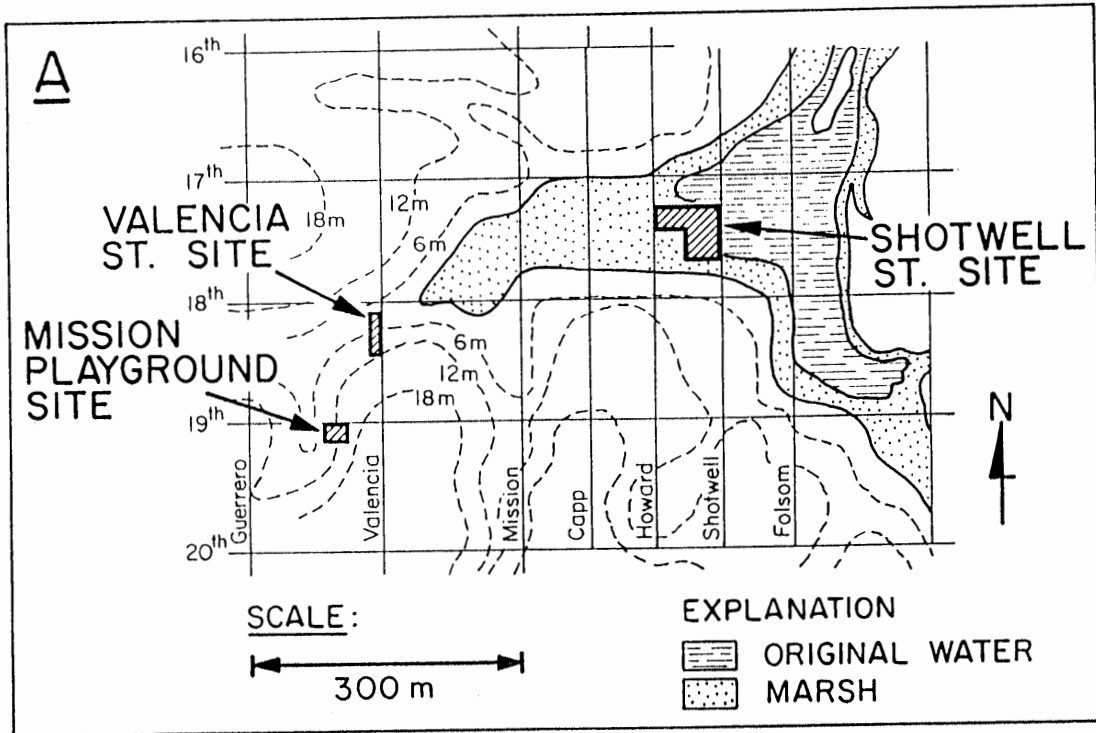 A
16th
17th
18m
12m
6m
VALENCIA
ST. SITE
SHOTWELL
ST. SITE
18th
MISSION
PLAYGROUND
SITE
6m
12m
18m
19th
N
Guerrero
Valencia
Mission
Capp
Howard
Shotwell
Folsom
20th
SCALE:
300 m
EXPLANATION
ORIGINAL WATER
MARSH